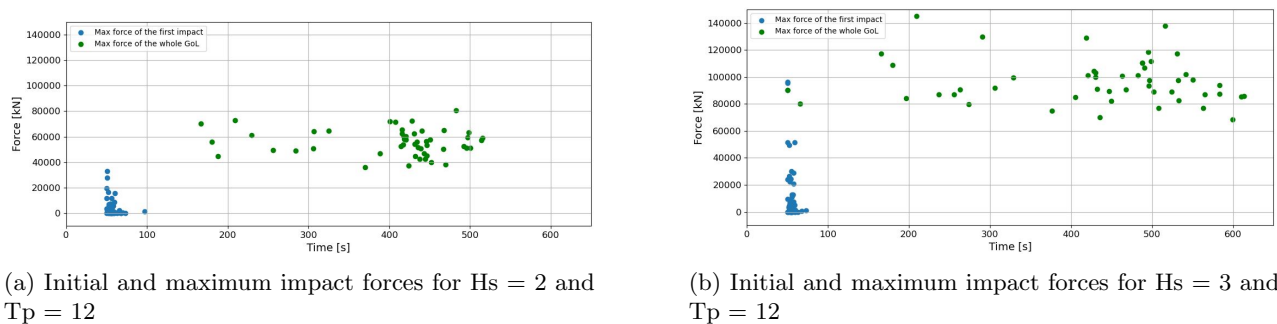 Max force of the first impact
Max force of the whole GoL
140000
120000
100000
80000
60000
40000
20000
0
Force [kN]
0 100 200 300 400 500 600
Time [s]
(a) Initial and maximum impact forces for Hs = 2 and
Tp = 12
Max force of the first impact
Max force of the whole GoL
140000
120000
100000
80000
60000
40000
20000
0
Force [kN]
0 100 200 300 400 500 600
Time [s]
(b) Initial and maximum impact forces for Hs = 3 and
Tp = 12